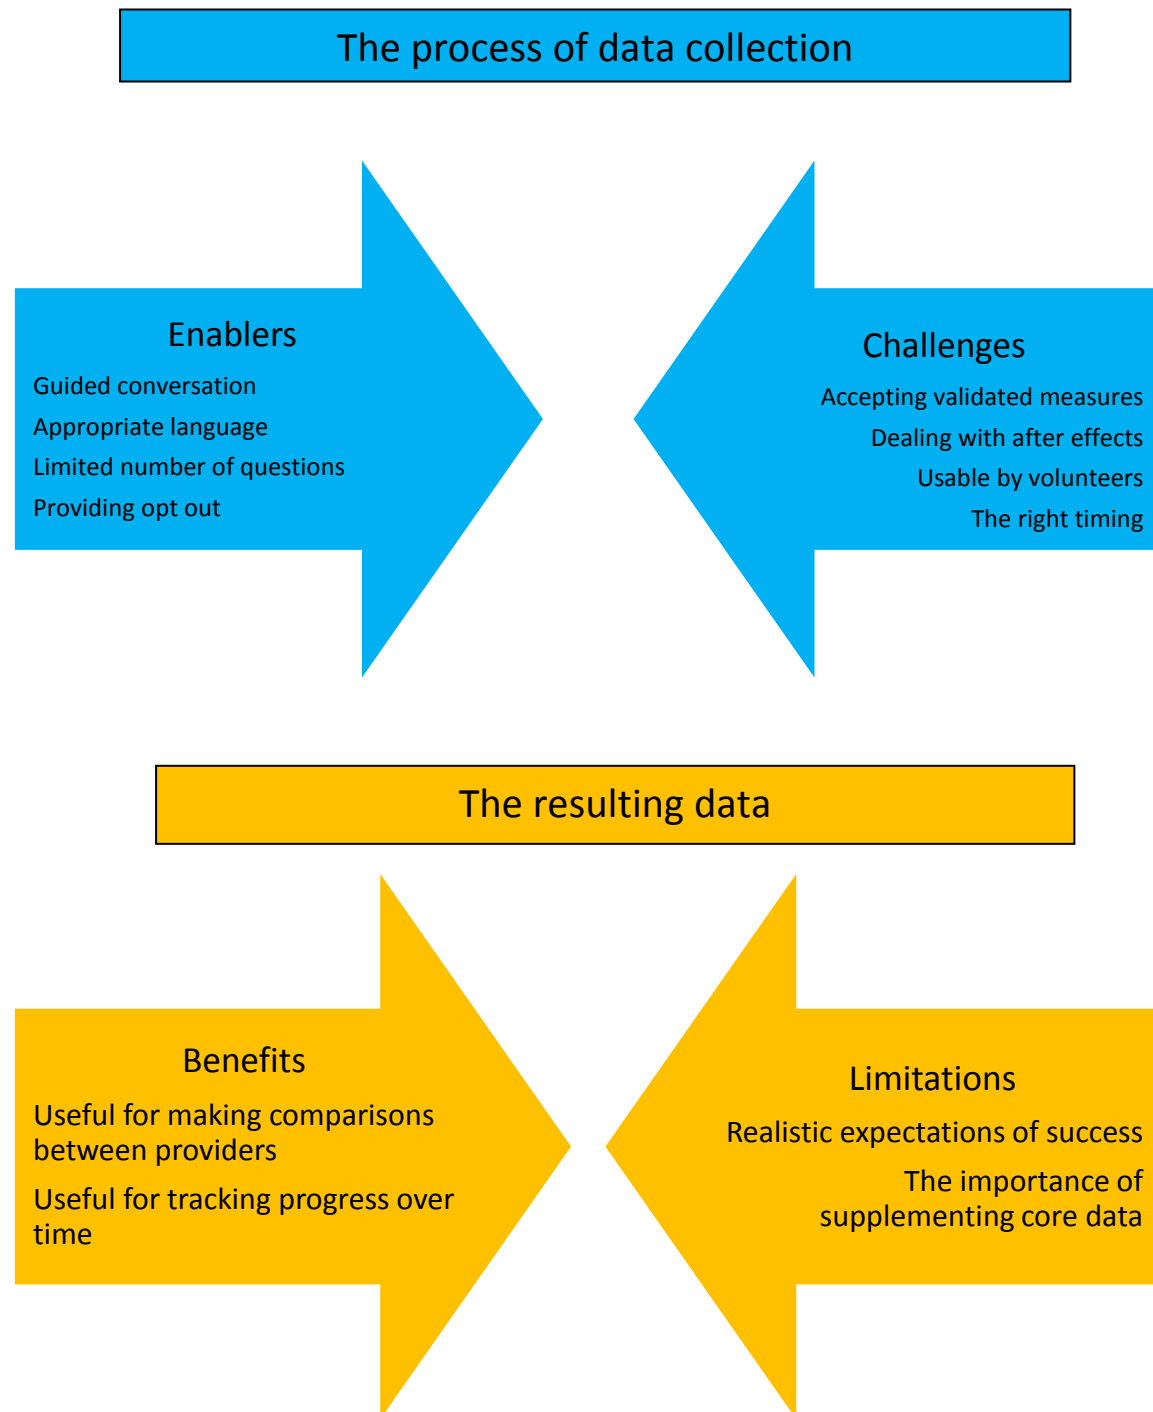 The process of data collection
Enablers
Guided conversation
Appropriate language
Limited number of questions
Providing opt out
Challenges
Accepting validated measures
Dealing with after effects
Usable by volunteers
The right timing
The resulting data
Benefits
Useful for making comparisons
between providers
Useful for tracking progress over
time
Limitations
Realistic expectations of success
The importance of
supplementing core data